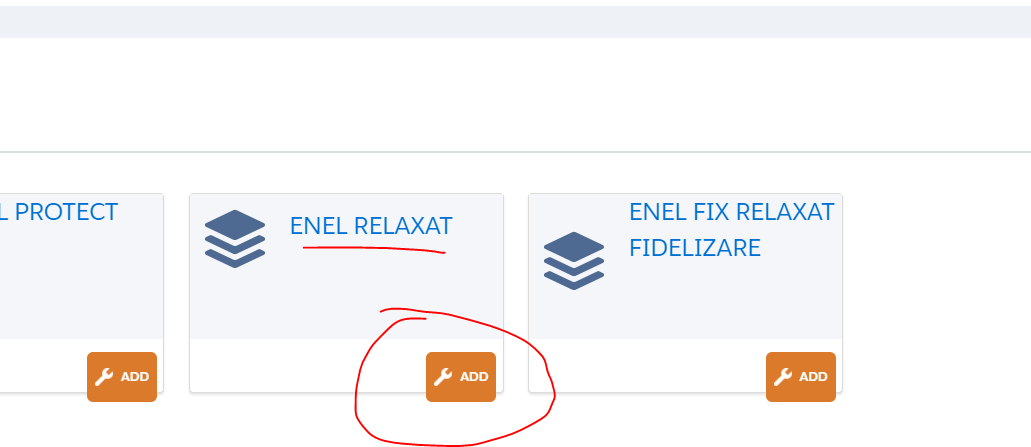 L PROTECT
ADD
ENEL RELAXAT
ADD
ENEL FIX RELAXAT
FIDELIZARE
ADD